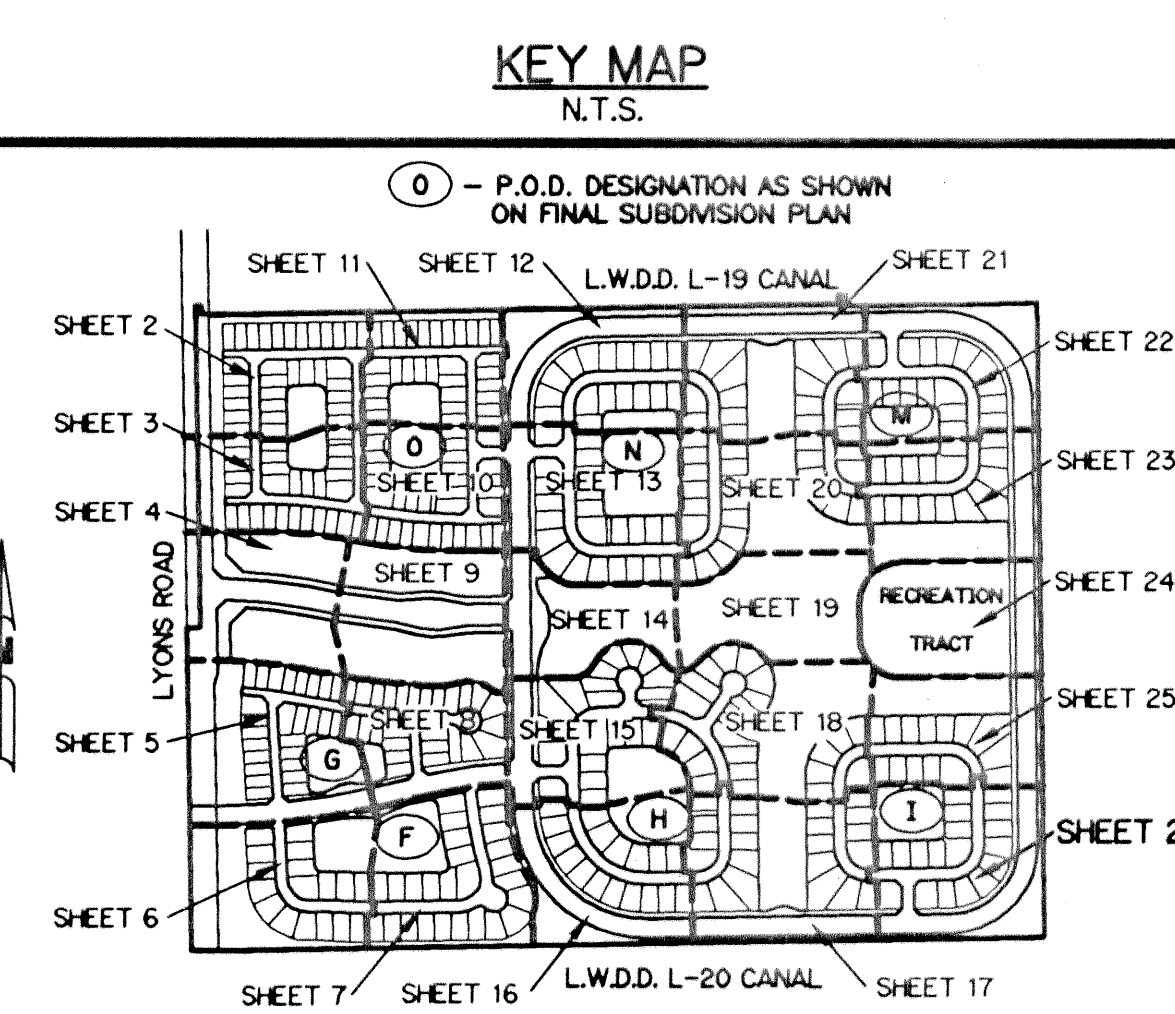 KEY MAP
N.T.S.
O - P.O.D. DESIGNATION AS SHOWN
ON FINAL SUBDIVISION PLAN
SHEET 11
SHEET 12
L.W.D.D. L-19 CANAL
SHEET 21
SHEET 2
SHEET 22
SHEET 3
O
N
M
SHEET 10
SHEET 13
SHEET 20
SHEET 23
SHEET 4
LYONS ROAD
SHEET 9
SHEET 14
SHEET 19
RECREATION
TRACT
SHEET 24
SHEET 5
SHEET 8
SHEET 15
SHEET 18
SHEET 25
G
F
H
I
SHEET 6
SHEET 7
SHEET 16
L.W.D.D. L-20 CANAL
SHEET 17